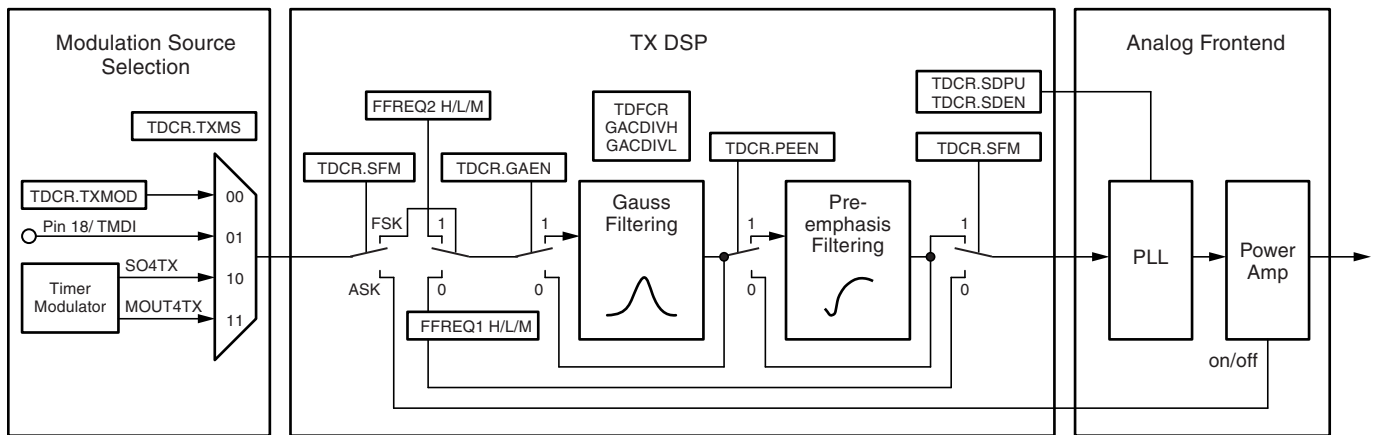 Modulation Source
Selection
TDCR.TXMS
TDCR.TXMOD
00
Pin 18/ TMDI
01
SO4TX
10
Timer
Modulator
MOUT4TX
11
TX DSP
FFREQ2 H/L/M
TDCR.SFM
TDCR.GAEN
FSK
1
1
ASK
0
0
FFREQ1 H/L/M
TDFCR
GACDIVH
GACDIVL
Gauss
Filtering
TDCR.PEEN
1
0
Pre-
emphasis
Filtering
TDCR.SFM
1
0
Analog Frontend
TDCR.SDPU
TDCR.SDEN
PLL
Power
Amp
on/off